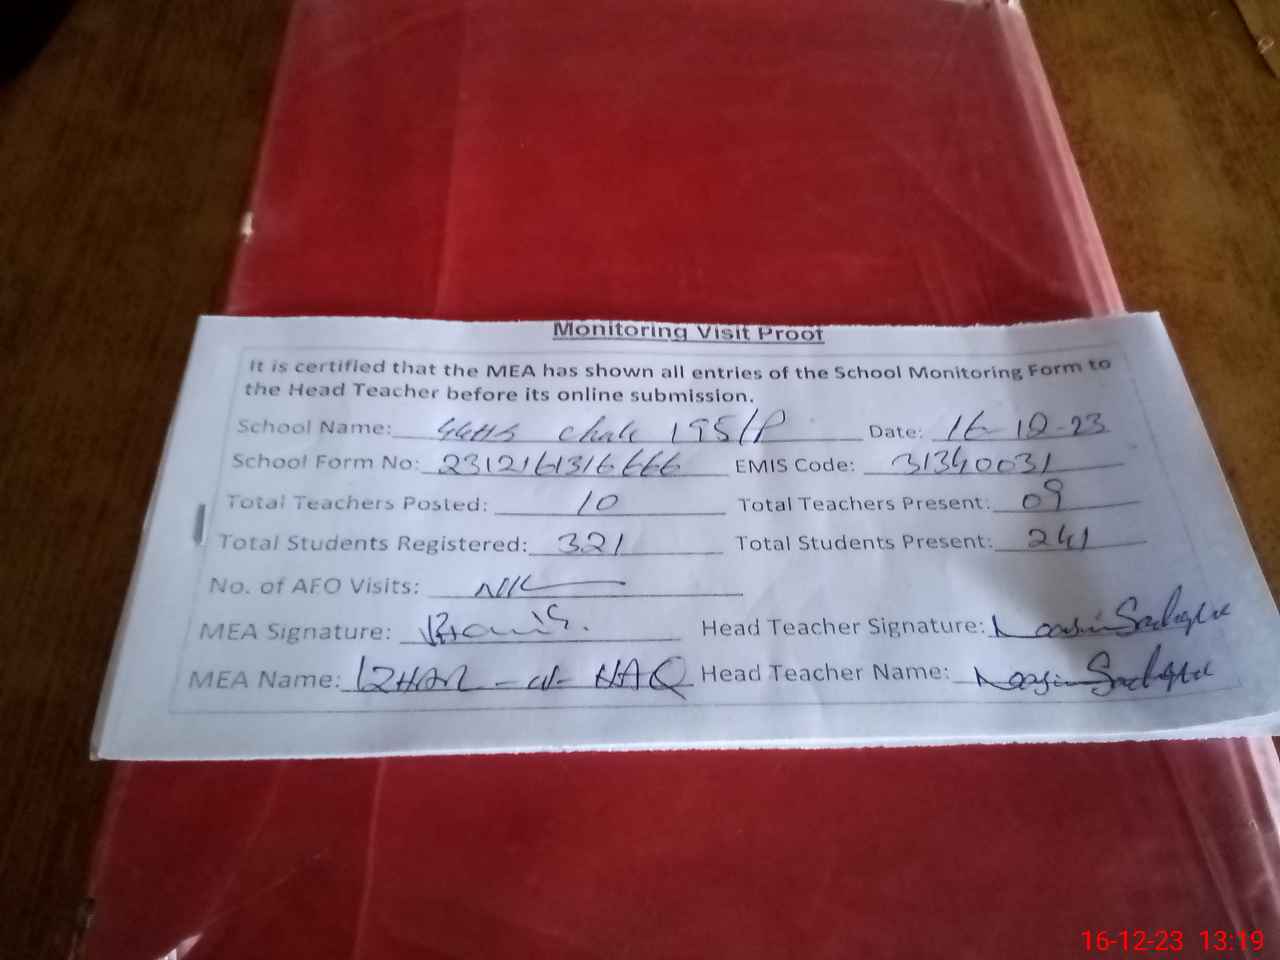 Monitoring Visit Proof
It is certified that the MEA has shown all entries of the School Monitoring Form to
the Head Teacher before its online submission.
School Name: GGHS Chak 195/P Date: 16-12-23
School Form No: 2312161316666 EMIS Code: 31340031
Total Teachers Posted: 10 Total Teachers Present: 09
Total Students Registered: 321 Total Students Present: 241
No. of AFO Visits: Nil
MEA Signature: Head Teacher Signature:
MEA Name: IZHAR-ul-HAQ Head Teacher Name:
16-12-23 13:19